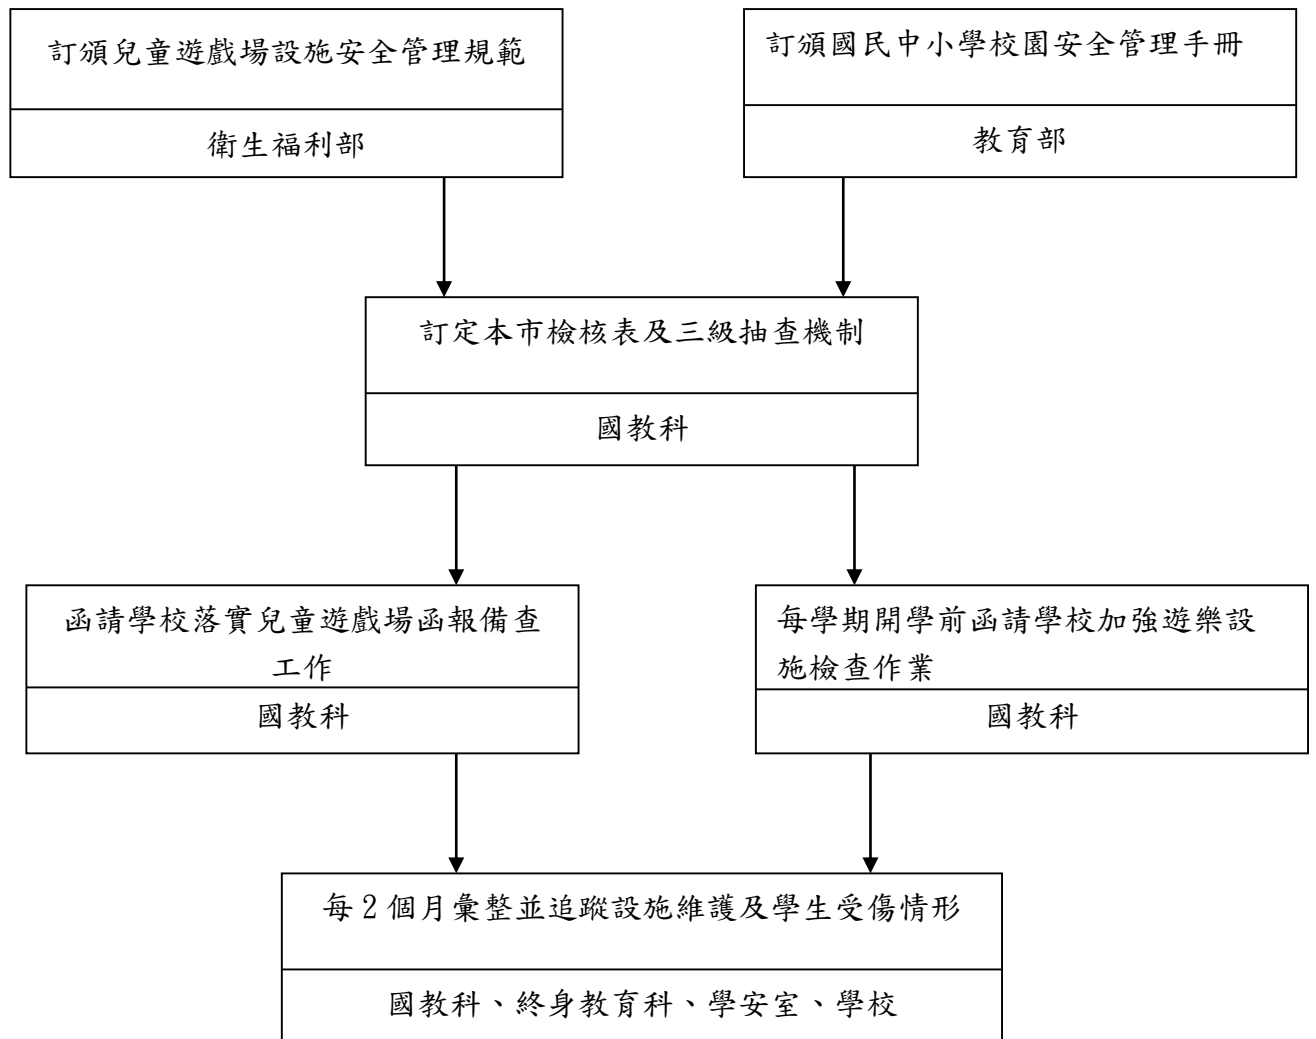 訂頒兒童遊戲場設施安全管理規範
衛生福利部
訂頒國民中小學校園安全管理手冊
教育部
訂定本市檢核表及三級抽查機制
國教科
函請學校落實兒童遊戲場函報備查
工作
國教科
每學期開學前函請學校加強遊樂設
施檢查作業
國教科
每2個月彙整並追蹤設施維護及學生受傷情形
國教科、終身教育科、學安室、學校